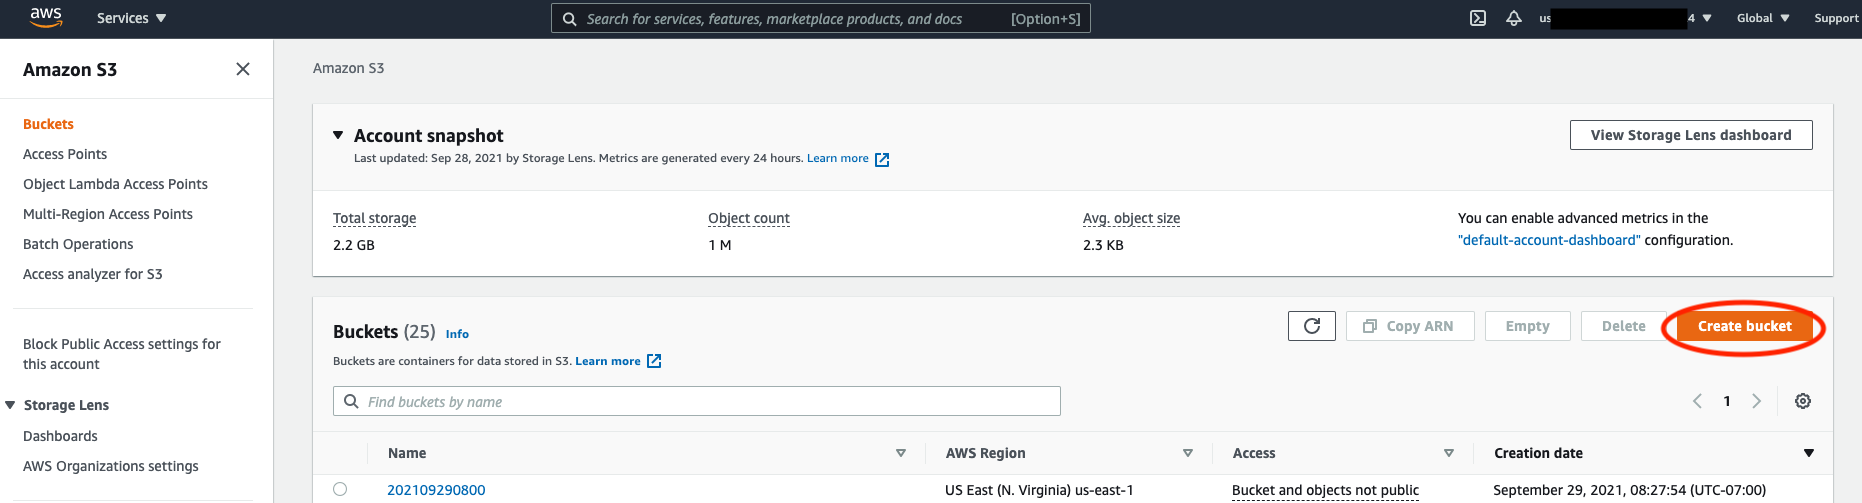 aws Services Search for services, features, marketplace products, and docs [Option+S] us 4 Global Support
Amazon S3
Buckets
Access Points
Object Lambda Access Points
Multi-Region Access Points
Batch Operations
Access analyzer for S3
Block Public Access settings for
this account
Storage Lens
Dashboards
AWS Organizations settings
Amazon S3
Account snapshot
Last updated: Sep 28, 2021 by Storage Lens. Metrics are generated every 24 hours. Learn more
View Storage Lens dashboard
Total storage
2.2 GB
Object count
1 M
Avg. object size
2.3 KB
You can enable advanced metrics in the
"default-account-dashboard" configuration.
Buckets (25) Info
Buckets are containers for data stored in S3. Learn more
Copy ARN Empty Delete Create bucket
Find buckets by name
1
Name AWS Region Access Creation date
202109290800 US East (N. Virginia) us-east-1 Bucket and objects not public September 29, 2021, 08:27:54 (UTC-07:00)